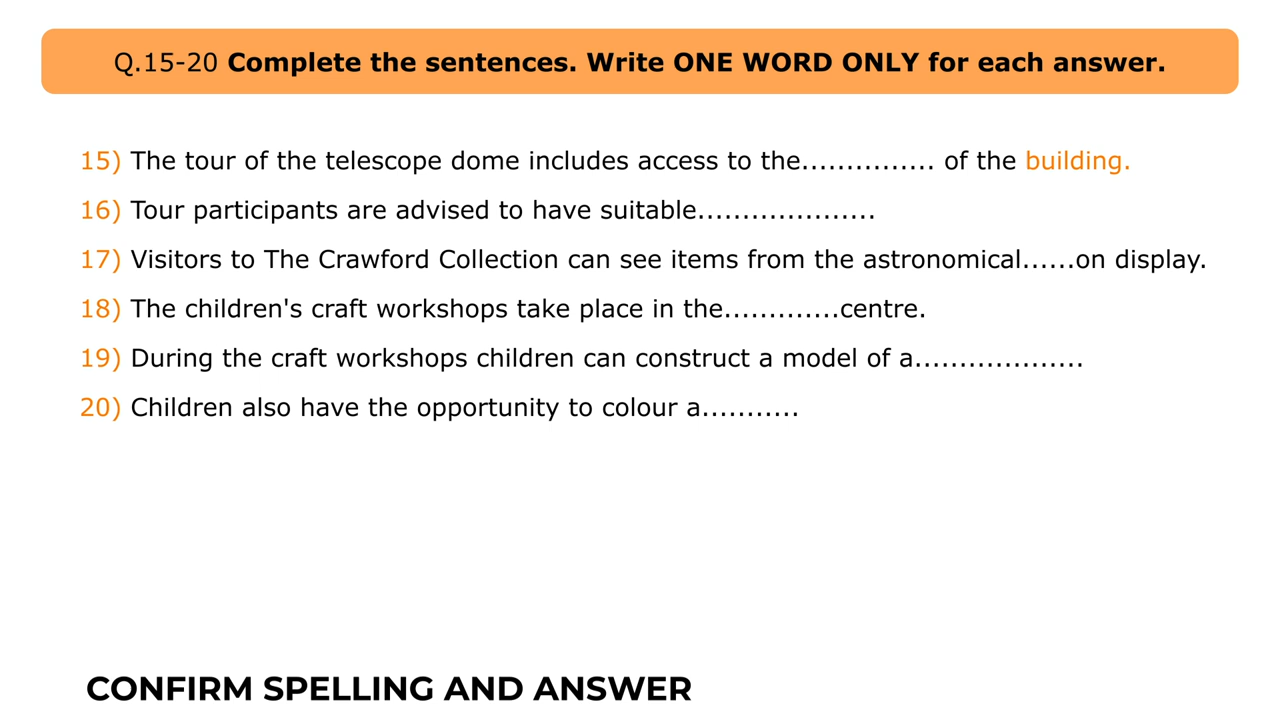 Q.15-20 Complete the sentences. Write ONE WORD ONLY for each answer.
15) The tour of the telescope dome includes access to the............... of the building.
16) Tour participants are advised to have suitable....................
17) Visitors to The Crawford Collection can see items from the astronomical......on display.
18) The children's craft workshops take place in the.............centre.
19) During the craft workshops children can construct a model of a...................
20) Children also have the opportunity to colour a...........
CONFIRM SPELLING AND ANSWER